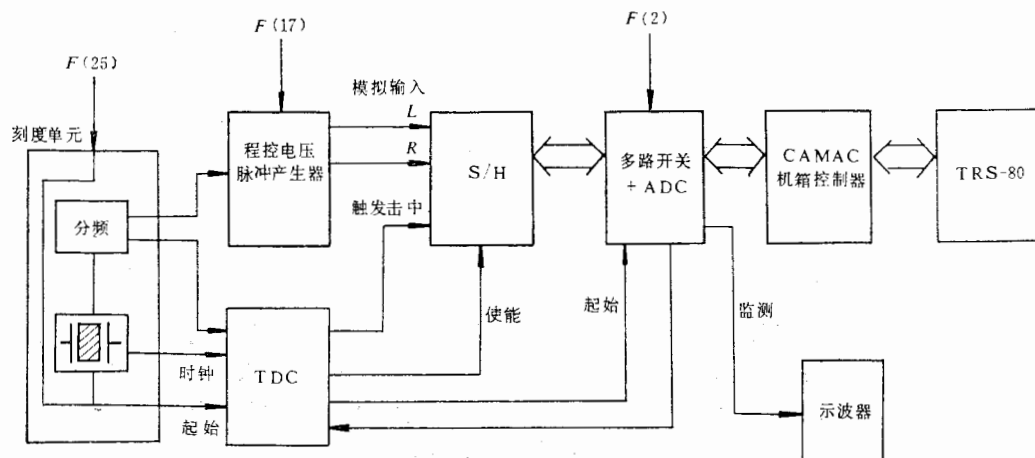 F(25)
F(17)
F(2)
刻度单元
分频
程控电压
脉冲产生器
模拟输入
L
R
触发击中
S/H
多路开关
+ADC
CAMAC
机箱控制器
TRS-80
使能
起始
监测
时钟
起始
TDC
示波器